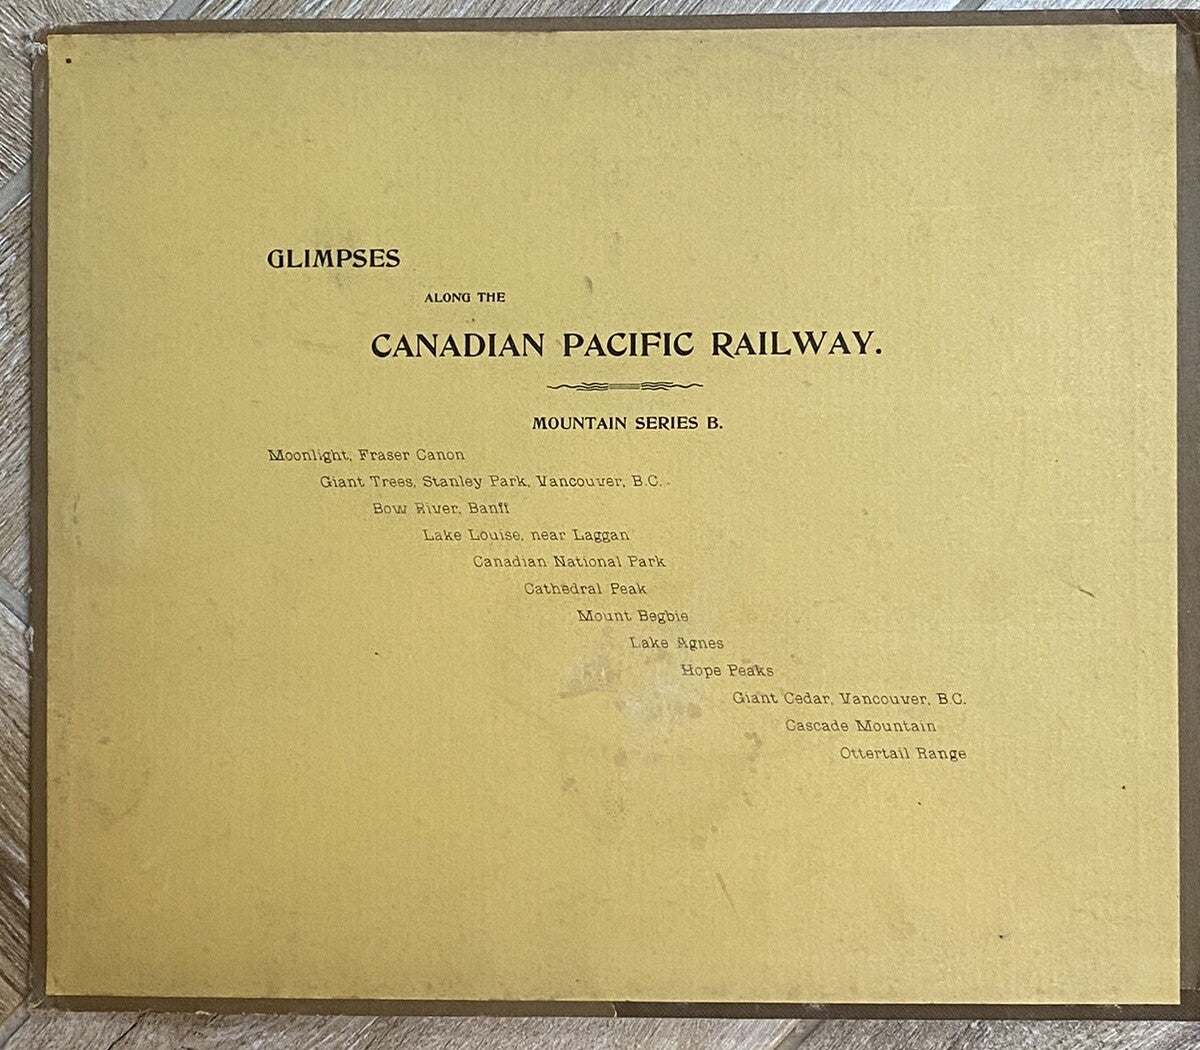 GLIMPSES
ALONG THE
CANADIAN PACIFIC RAILWAY.
MOUNTAIN SERIES B.
Moonlight, Fraser Canon
Giant Trees, Stanley Park, Vancouver, B.C.
Bow River, Banff
Lake Louise, near Laggan
Canadian National Park
Cathedral Peak
Mount Begbie
Lake Agnes
Hope Peaks
Giant Cedar, Vancouver, B.C.
Cascade Mountain
Ottertail Range